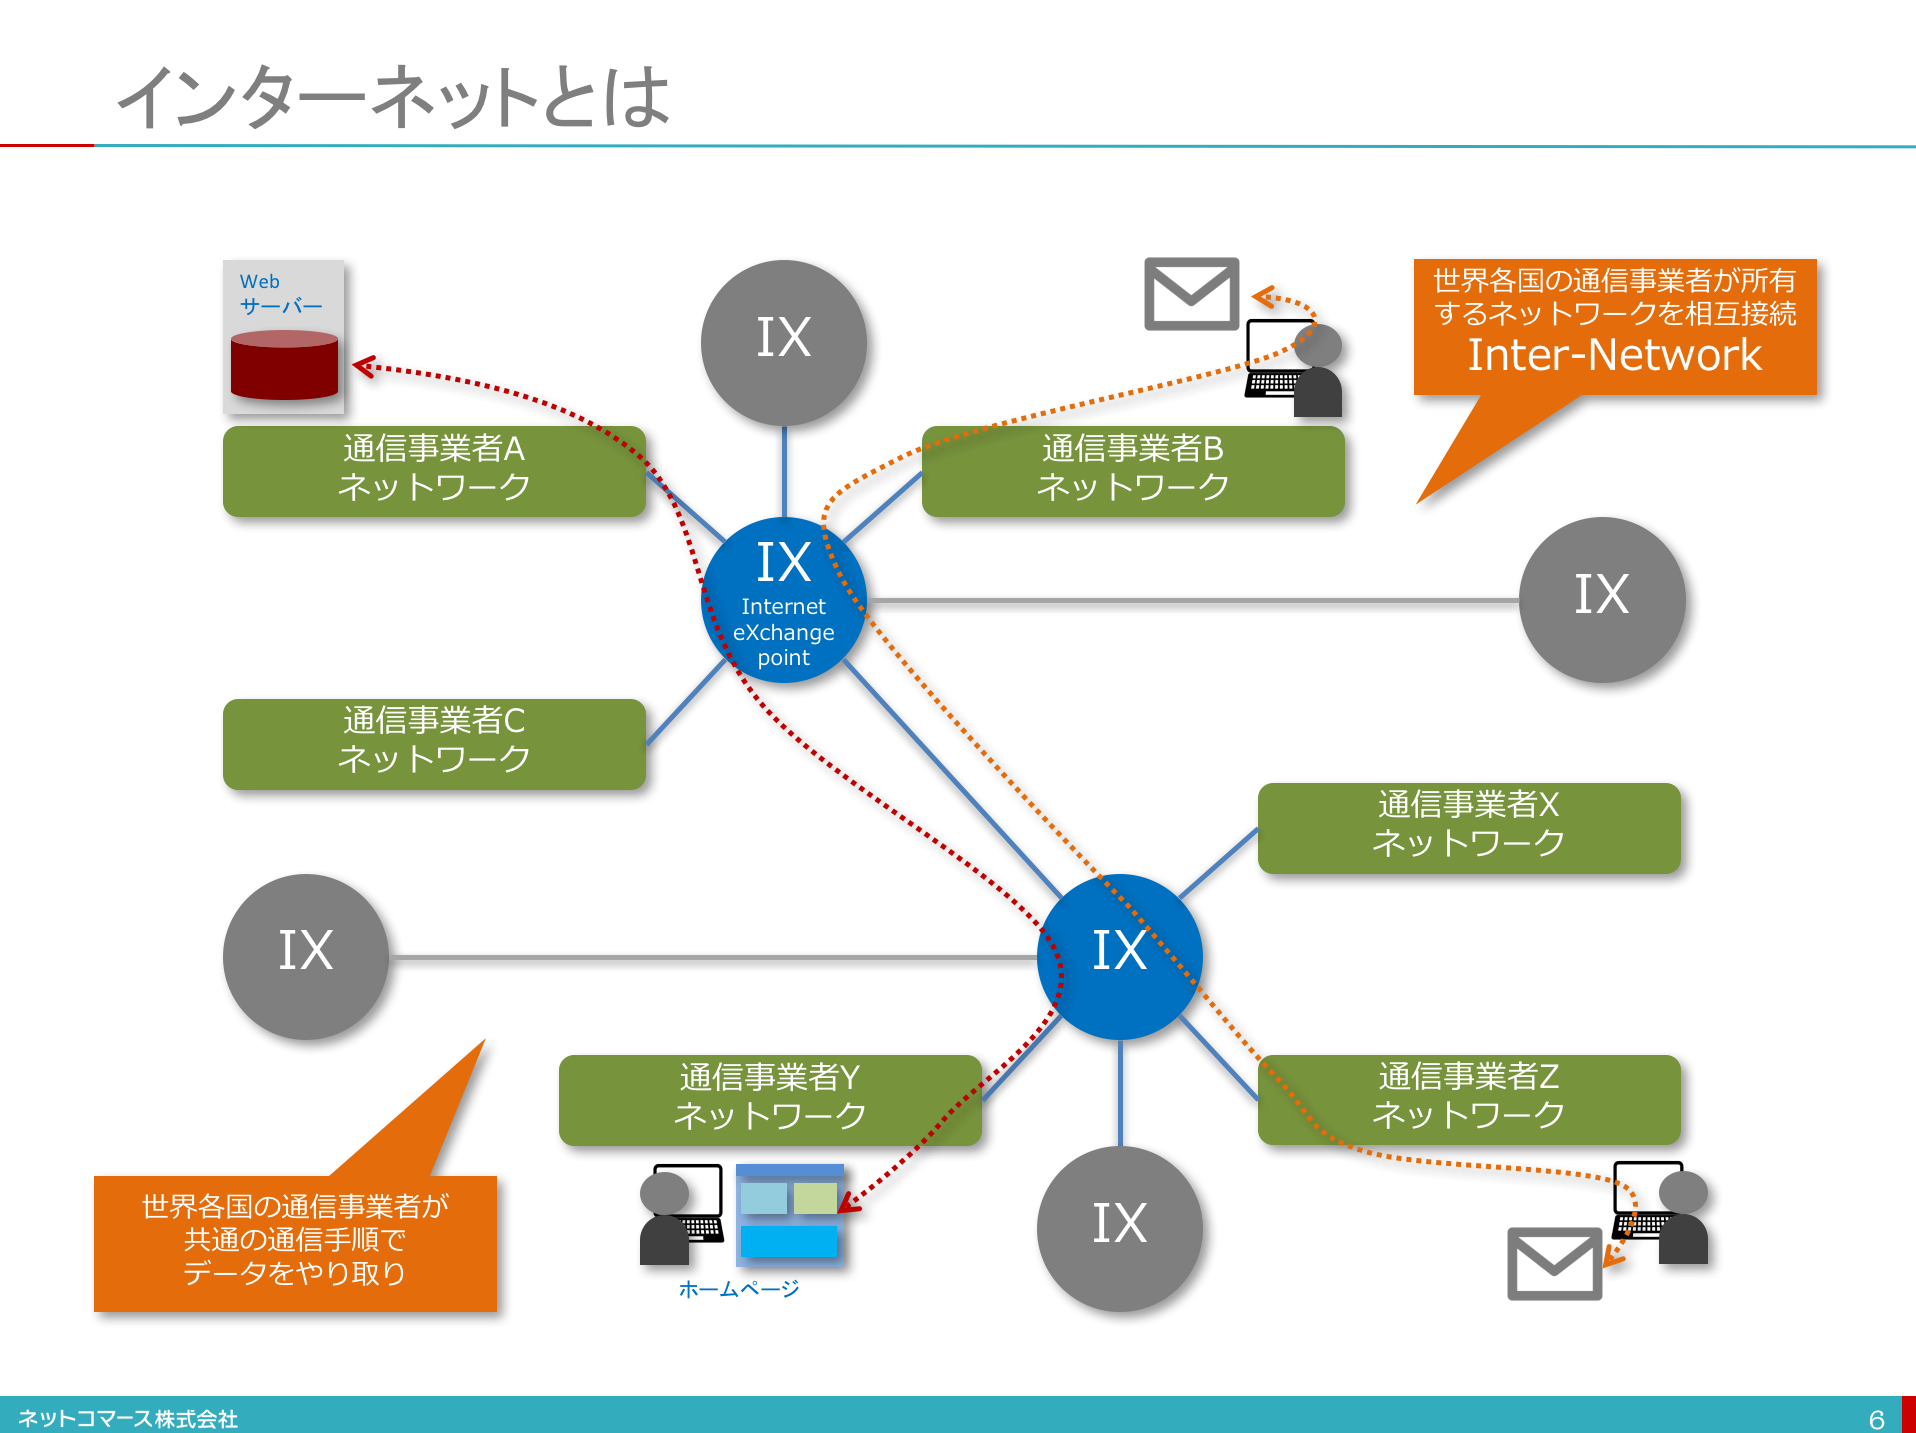 インターネットとは
Web
サーバー
IX
世界各国の通信事業者が所有
するネットワークを相互接続
Inter-Network
通信事業者A
ネットワーク
通信事業者B
ネットワーク
IX
Internet
eXchange
point
IX
通信事業者C
ネットワーク
通信事業者X
ネットワーク
IX
IX
通信事業者Y
ネットワーク
通信事業者Z
ネットワーク
世界各国の通信事業者が
共通の通信手順で
データをやり取り
IX
ホームページ
ネットコマース株式会社
6